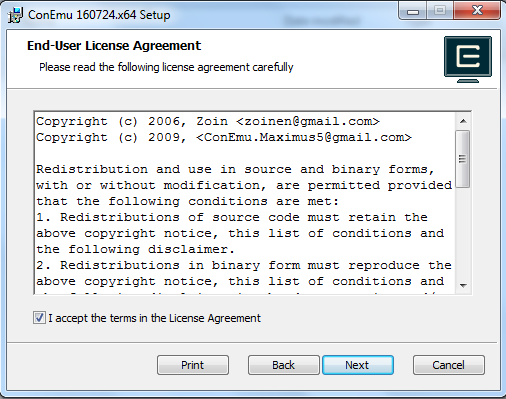 ConEmu 160724.x64 Setup
End-User License Agreement
Please read the following license agreement carefully
Copyright (c) 2006, Zoin <zoinen@gmail.com>
Copyright (c) 2009, <ConEmu.Maximus5@gmail.com>
Redistribution and use in source and binary forms,
with or without modification, are permitted provided
that the following conditions are met:
1. Redistributions of source code must retain the
above copyright notice, this list of conditions and
the following disclaimer.
2. Redistributions in binary form must reproduce the
above copyright notice, this list of conditions and
I accept the terms in the License Agreement
Print
Back
Next
Cancel